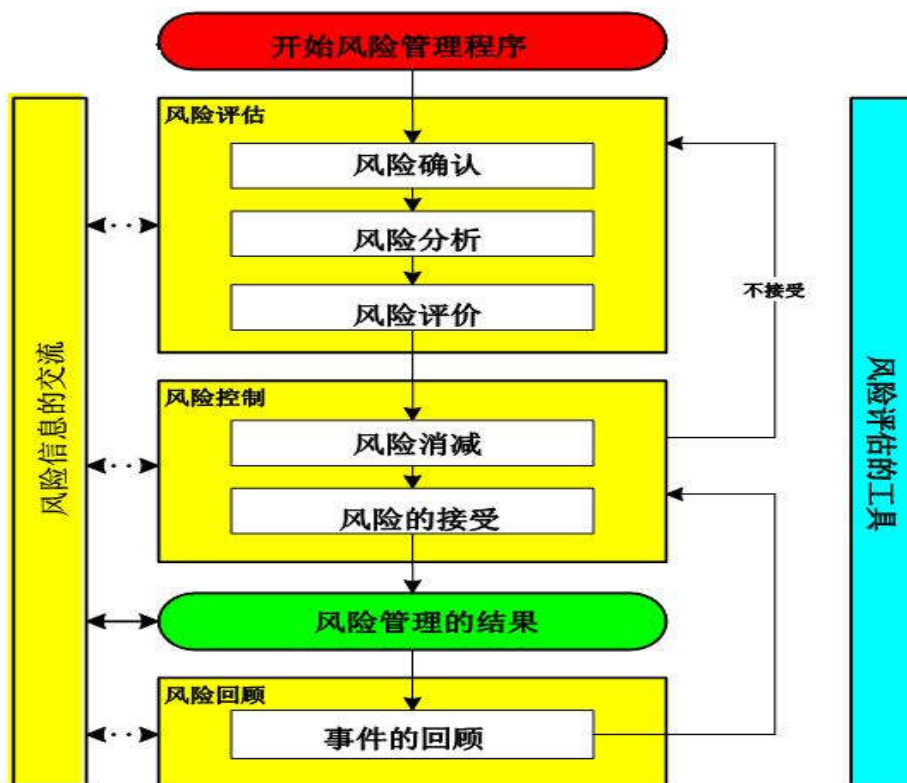 开始风险管理程序
风险评估
风险确认
风险分析
风险评价
不接受
风险信息的交流
风险评估的工具
风险控制
风险消减
风险的接受
风险管理的结果
风险回顾
事件的回顾